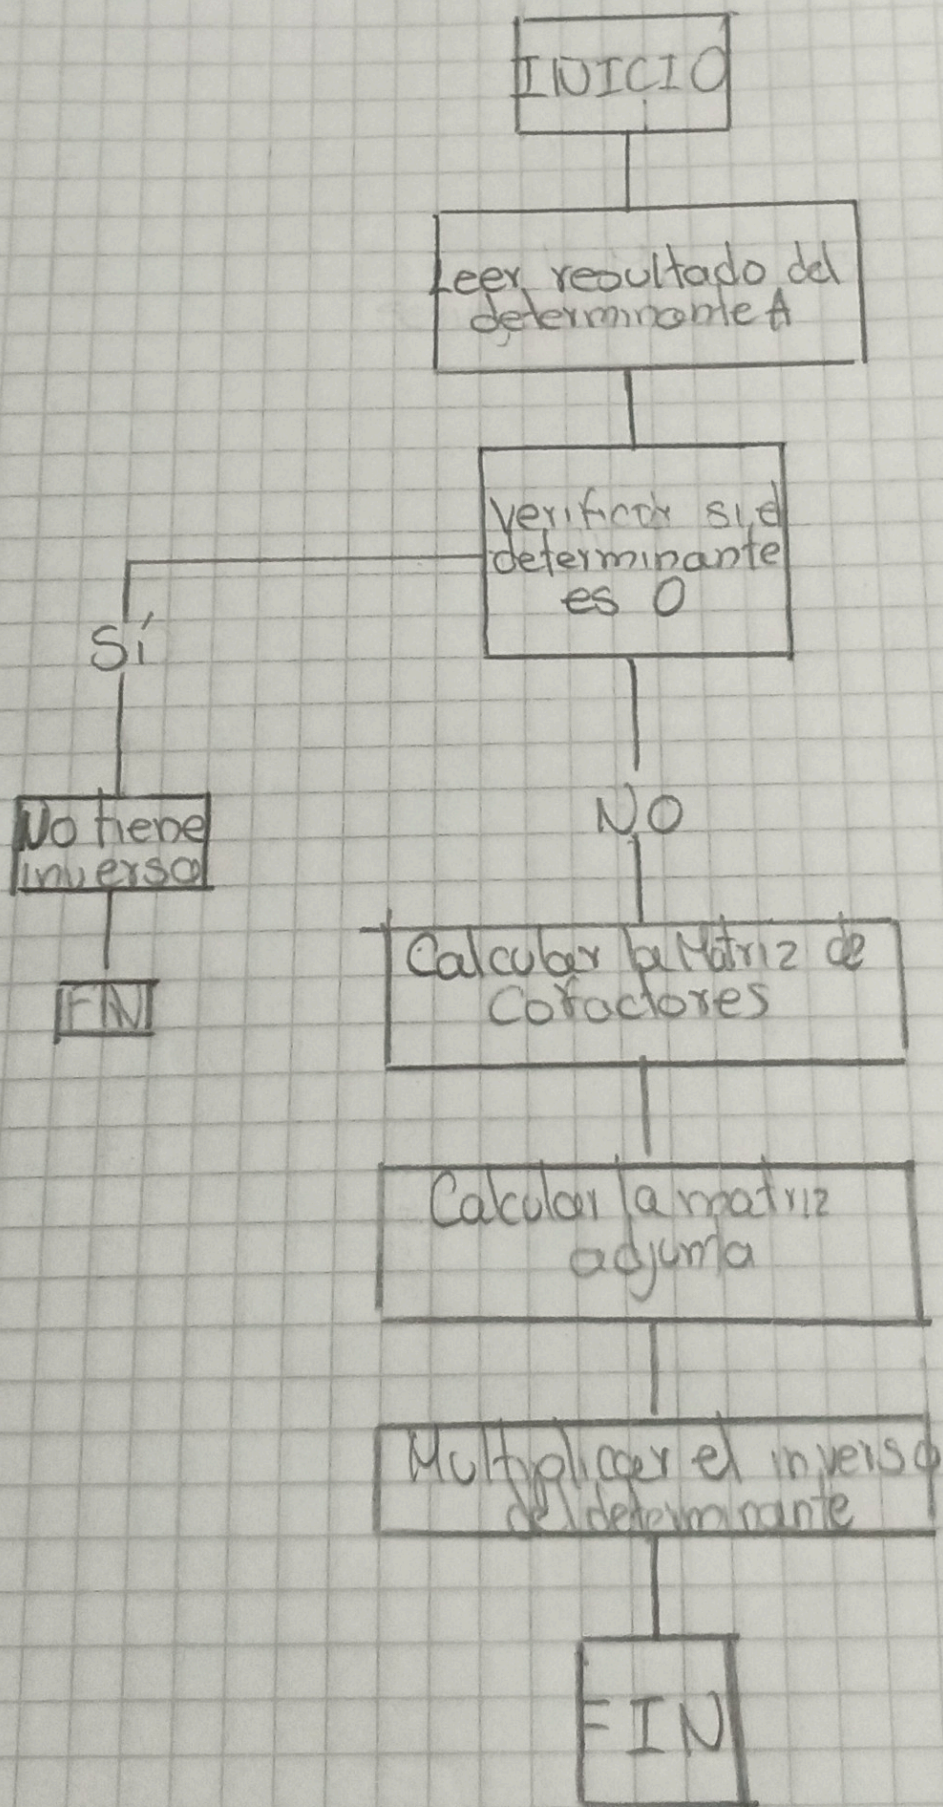 INICIO
Leer resultado del
determinante A
Verificar si el
determinante
es 0
Sí
NO
No tiene
inversa
FIN
Calcular la Matriz de
Cofactores
Calcular la matriz
adjunta
Multiplicar el inverso
del determinante
FIN